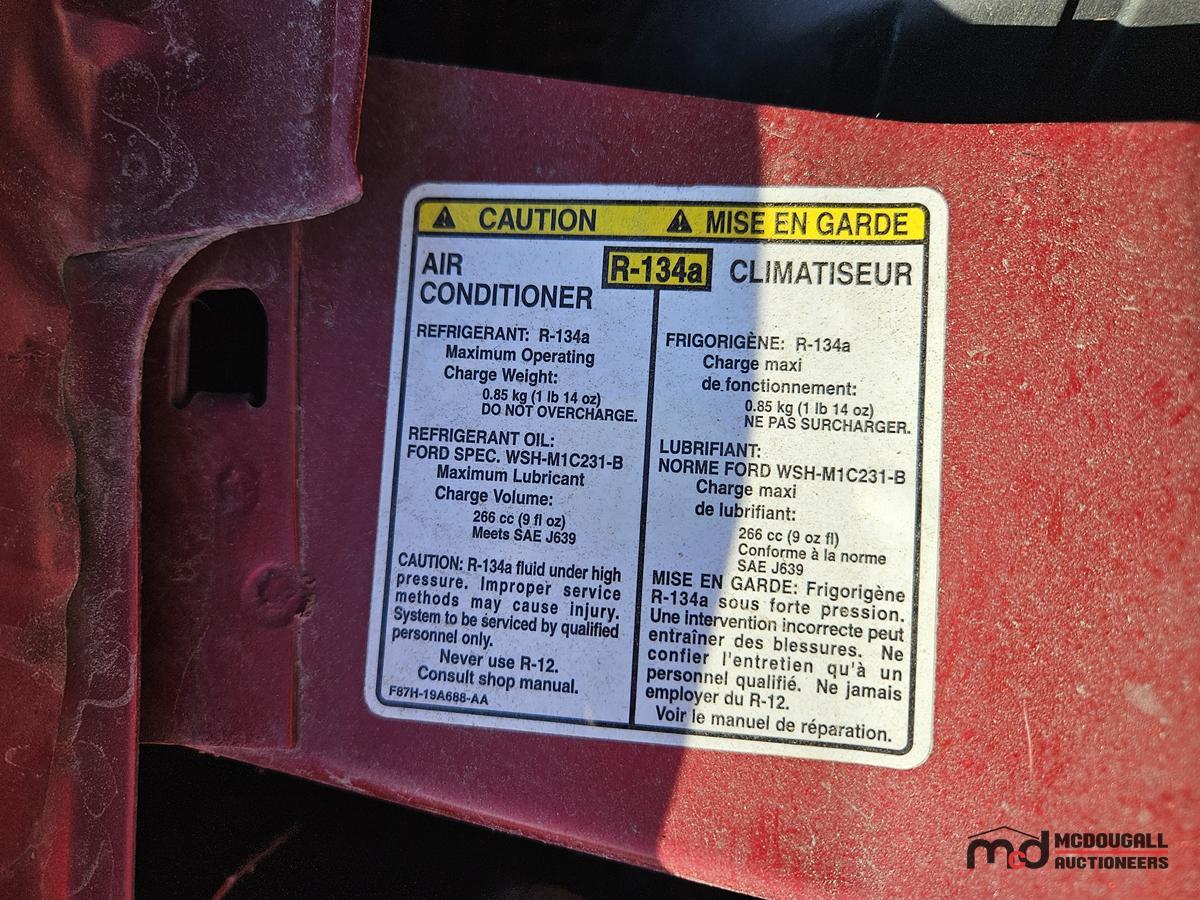 CAUTION
MISE EN GARDE
R-134a
AIR
CONDITIONER
REFRIGERANT: R-134a
Maximum Operating
Charge Weight:
0.85 kg (1 lb 14 oz)
DO NOT OVERCHARGE.
REFRIGERANT OIL:
FORD SPEC. WSH-M1C231-B
Maximum Lubricant
Charge Volume:
266 cc (9 fl oz)
Meets SAE J639
CAUTION: R-134a fluid under high
pressure. Improper service
methods may cause injury.
System to be serviced by qualified
personnel only.
Never use R-12.
Consult shop manual.
F87H-19A688-AA
CLIMATISEUR
FRIGORIGÈNE: R-134a
Charge maxi
de fonctionnement:
0.85 kg (1 lb 14 oz)
NE PAS SURCHARGER.
LUBRIFIANT:
NORME FORD WSH-M1C231-B
Charge maxi
de lubrifiant:
266 cc (9 oz fl)
Conforme à la norme
SAE J639
MISE EN GARDE: Frigorigène
R-134a sous forte pression.
Une intervention incorrecte peut
entraîner des blessures. Ne
confier l'entretien qu'à un
personnel qualifié. Ne jamais
employer du R-12.
Voir le manuel de réparation.
mcd MCDOUGALL
AUCTIONEERS